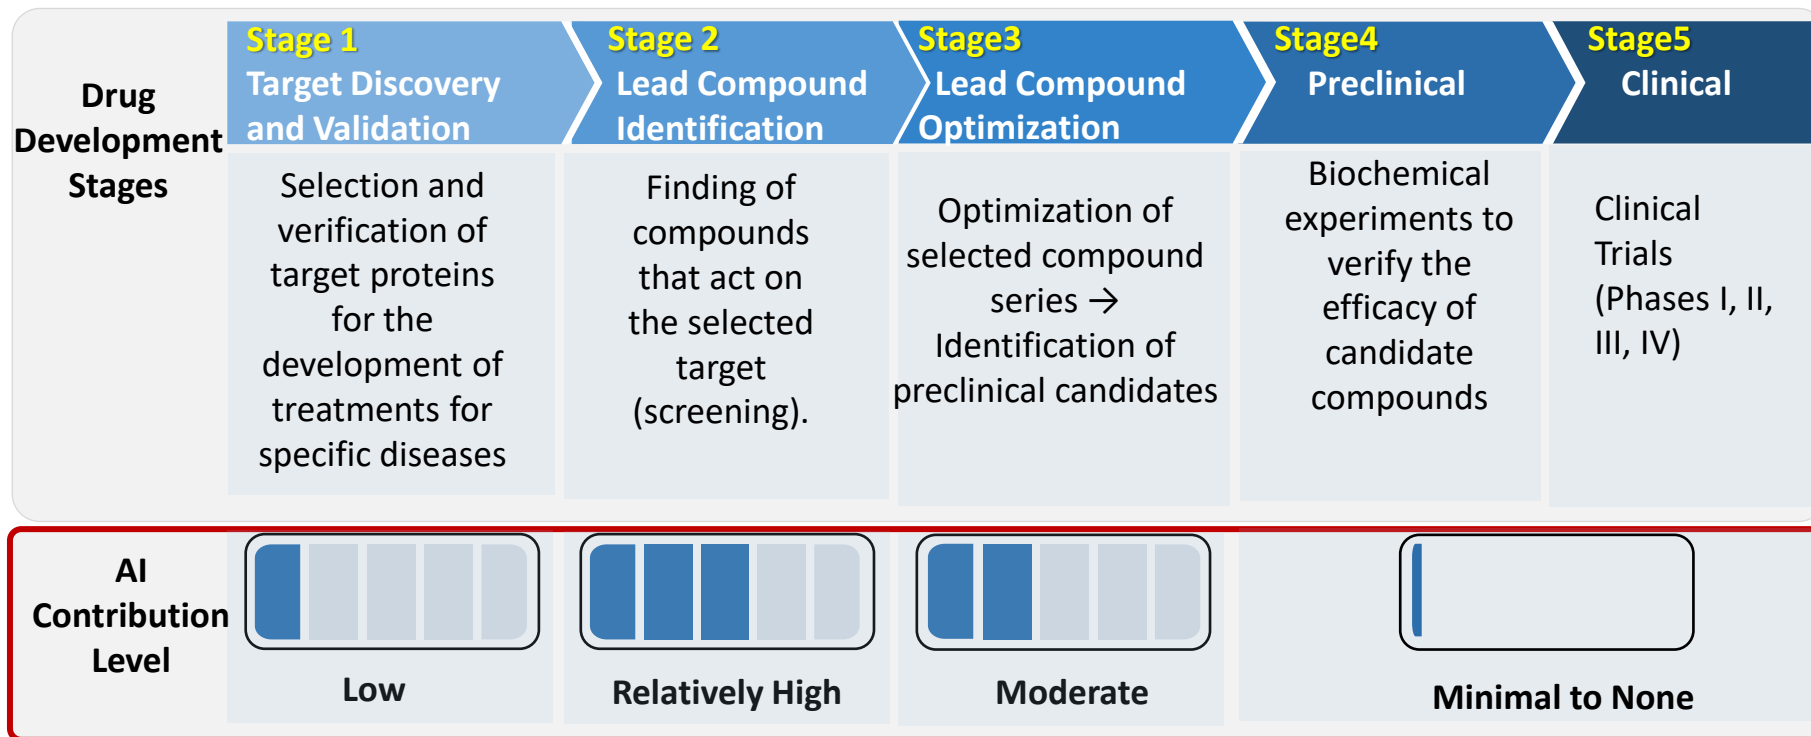 Drug
Development
Stages
Stage 1
Target Discovery
and Validation
Selection and
verification of
target proteins
for the
development of
treatments for
specific diseases
Stage 2
Lead Compound
Identification
Finding of
compounds
that act on
the selected
target
(screening).
Stage3
Lead Compound
Optimization
Optimization of
selected compound
series →
Identification of
preclinical candidates
Stage4
Preclinical
Biochemical
experiments to
verify the
efficacy of
candidate
compounds
Stage5
Clinical
Clinical
Trials
(Phases I, II,
III, IV)
AI
Contribution
Level
Low
Relatively High
Moderate
Minimal to None